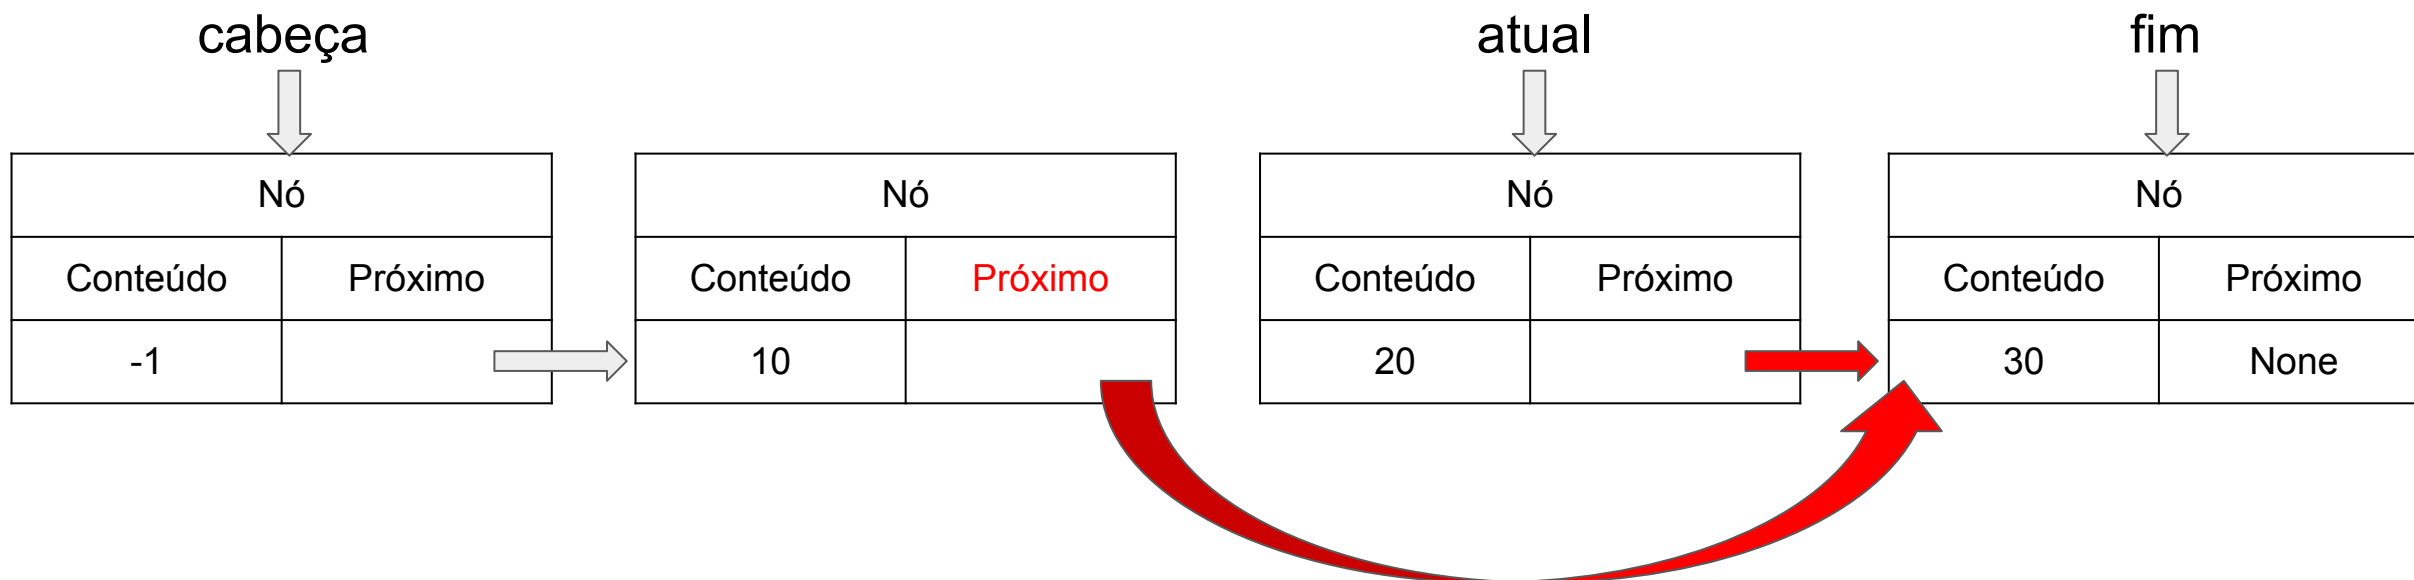 cabeça atual fim
Nó Nó Nó Nó
Conteúdo Próximo Conteúdo Próximo Conteúdo Próximo Conteúdo Próximo
-1 10 20 30 None